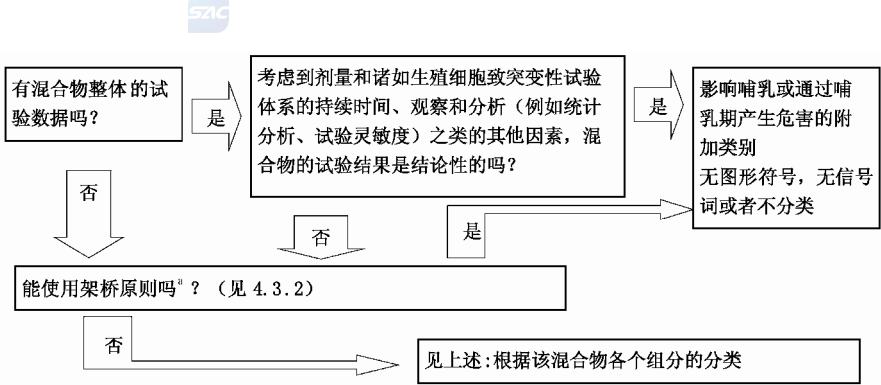 SAC
有混合物整体的试
验数据吗？
是
考虑到剂量和诸如生殖细胞致突变性试验
体系的持续时间、观察和分析（例如统计
分析、试验灵敏度）之类的其他因素，混
合物的试验结果是结论性的吗？
是
影响哺乳或通过哺
乳期产生危害的附
加类别
无图形符号，无信号
词或者不分类
否
否
是
能使用架桥原则吗ª？（见 4.3.2）
否
见上述:根据该混合物各个组分的分类